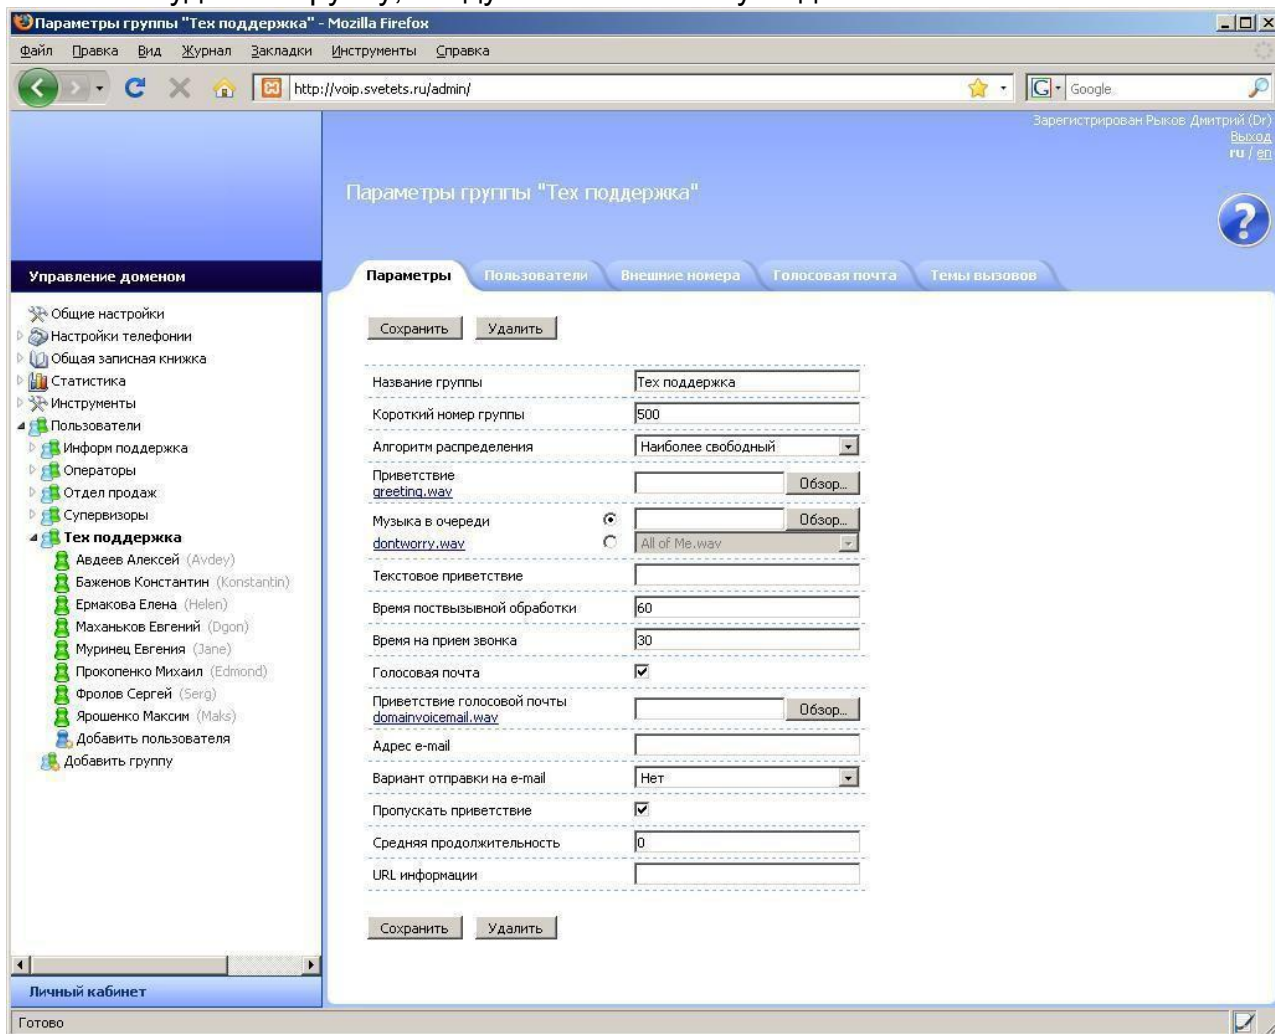 Параметры группы "Тех поддержка" - Mozilla Firefox
Файл Правка Вид Журнал Закладки Инструменты Справка
http://voip.svetets.ru/admin/
G Google
Зарегистрирован Рыков Дмитрий (Dr)
Выход
ru / en
Параметры группы "Тех поддержка"
?
Управление доменом
Параметры Пользователи Внешние номера Голосовая почта Темы вызовов
Общие настройки
Настройки телефонии
Общая записная книжка
Статистика
Инструменты
Пользователи
Информ поддержка
Операторы
Отдел продаж
Супервизоры
Тех поддержка
Авдеев Алексей (Avdey)
Баженов Константин (Konstantin)
Ермакова Елена (Helen)
Маханьков Евгений (Dgon)
Муринец Евгения (Jane)
Прокопенко Михаил (Edmond)
Фролов Сергей (Serg)
Ярошенко Максим (Maks)
Добавить пользователя
Добавить группу
Личный кабинет
Сохранить Удалить
Название группы Тех поддержка
Короткий номер группы 500
Алгоритм распределения Наиболее свободный
Приветствие
greeting.wav Обзор...
Музыка в очереди Обзор...
dontworry.wav All of Me.wav
Текстовое приветствие
Время поствызывной обработки 60
Время на прием звонка 30
Голосовая почта
Приветствие голосовой почты
domainvoicemail.wav Обзор...
Адрес e-mail
Вариант отправки на e-mail Нет
Пропускать приветствие
Средняя продолжительность 0
URL информации
Сохранить Удалить
Готово